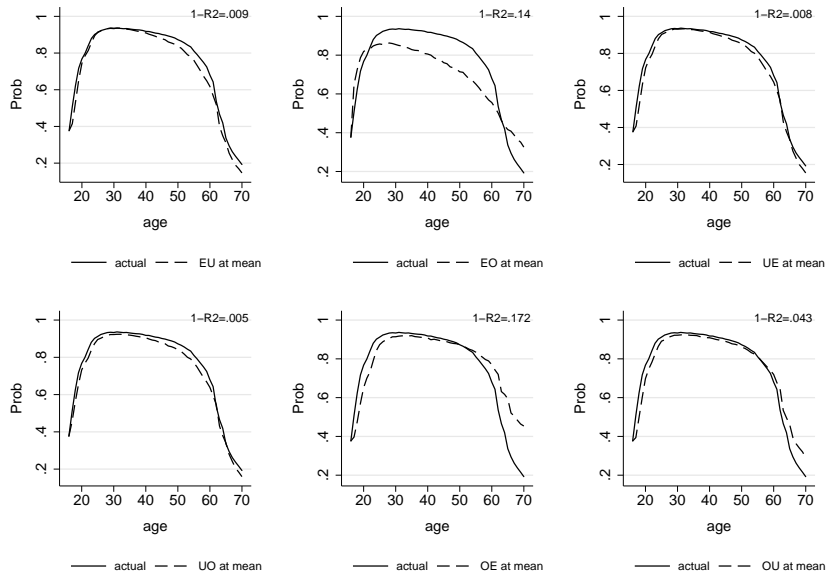 1−R2=.009
1−R2=.14
1−R2=.008
Prob
.2 .4 .6 .8 1
20 30 40 50 60 70
age
actual EU at mean
Prob
.2 .4 .6 .8 1
20 30 40 50 60 70
age
actual EO at mean
Prob
.2 .4 .6 .8 1
20 30 40 50 60 70
age
actual UE at mean
1−R2=.005
1−R2=.172
1−R2=.043
Prob
.2 .4 .6 .8 1
20 30 40 50 60 70
age
actual UO at mean
Prob
.2 .4 .6 .8 1
20 30 40 50 60 70
age
actual OE at mean
Prob
.2 .4 .6 .8 1
20 30 40 50 60 70
age
actual OU at mean